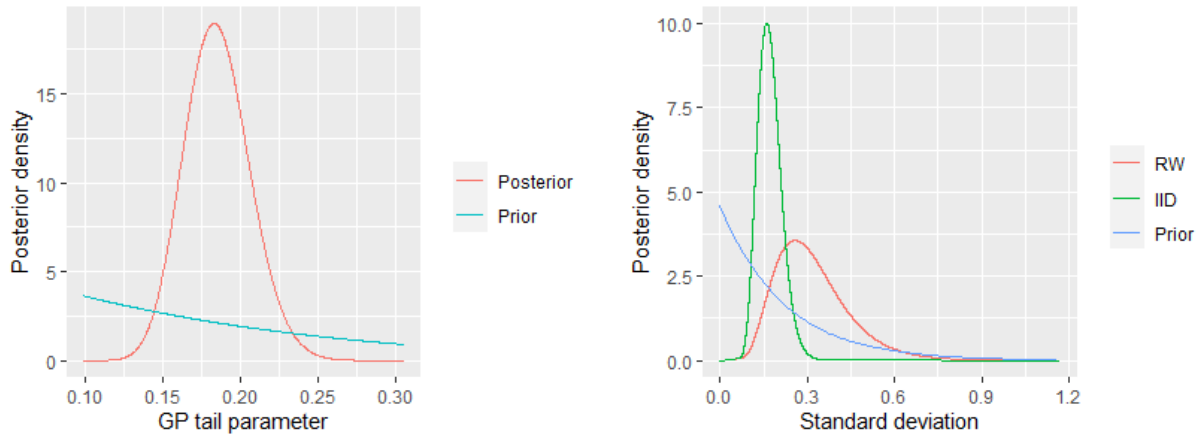 Posterior density
15
10
5
0
0.10 0.15 0.20 0.25 0.30
GP tail parameter
Posterior
Prior
Posterior density
10.0
7.5
5.0
2.5
0.0
0.0 0.3 0.6 0.9 1.2
Standard deviation
RW
IID
Prior